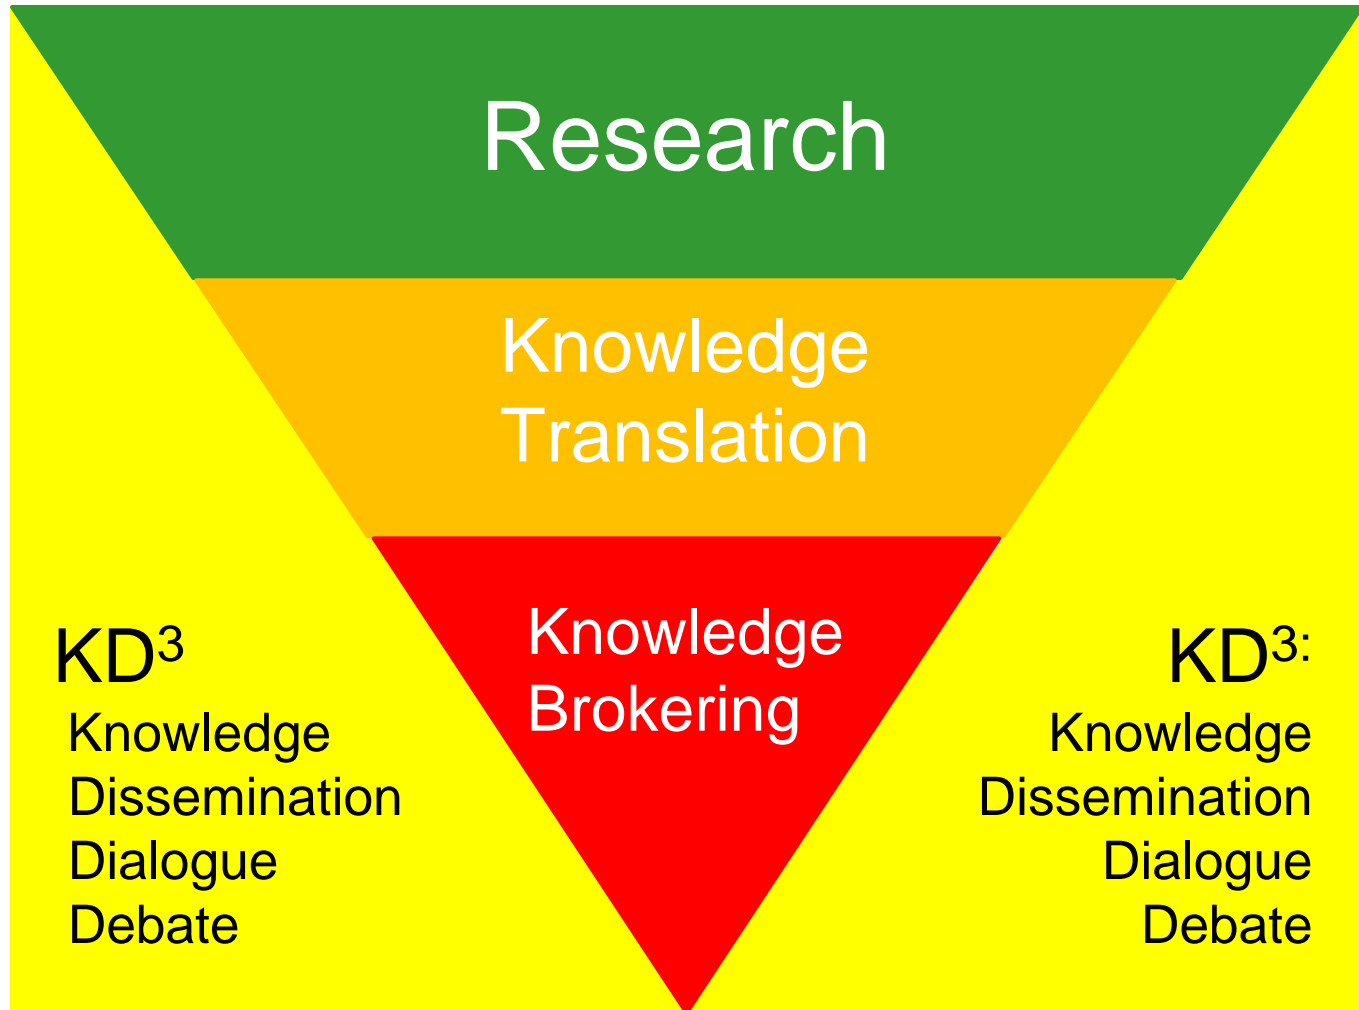 Research
Knowledge
Translation
Knowledge
Brokering
KD³
Knowledge
Dissemination
Dialogue
Debate
KD³:
Knowledge
Dissemination
Dialogue
Debate